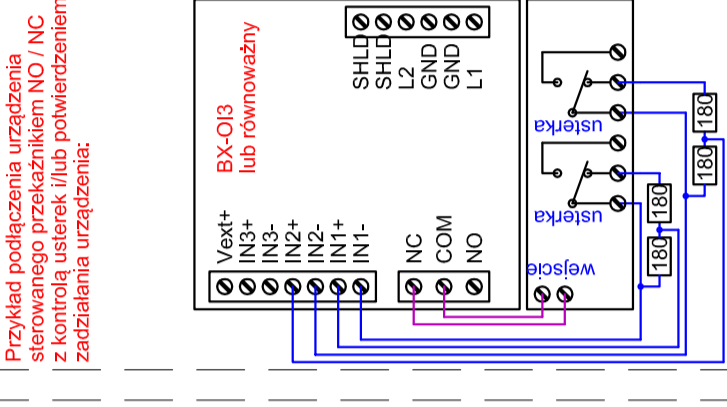 Przykład podłączenia urządzenia
sterowanego przekaźnikiem NO / NC
z kontrolą usterek i/lub potwierdzeniem
zadziałania urządzenia:
BX-OI3
lub równoważny
SHLD
SHLD
L2
GND
GND
L1
Vext+
IN3+
IN3-
IN2+
IN2-
IN1+
IN1-
NC
COM
NO
usterka
usterka
wejście
180
180
180
180